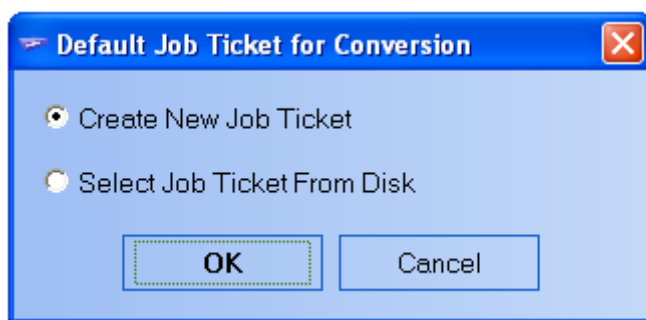 Default Job Ticket for Conversion
Create New Job Ticket
Select Job Ticket From Disk
OK Cancel